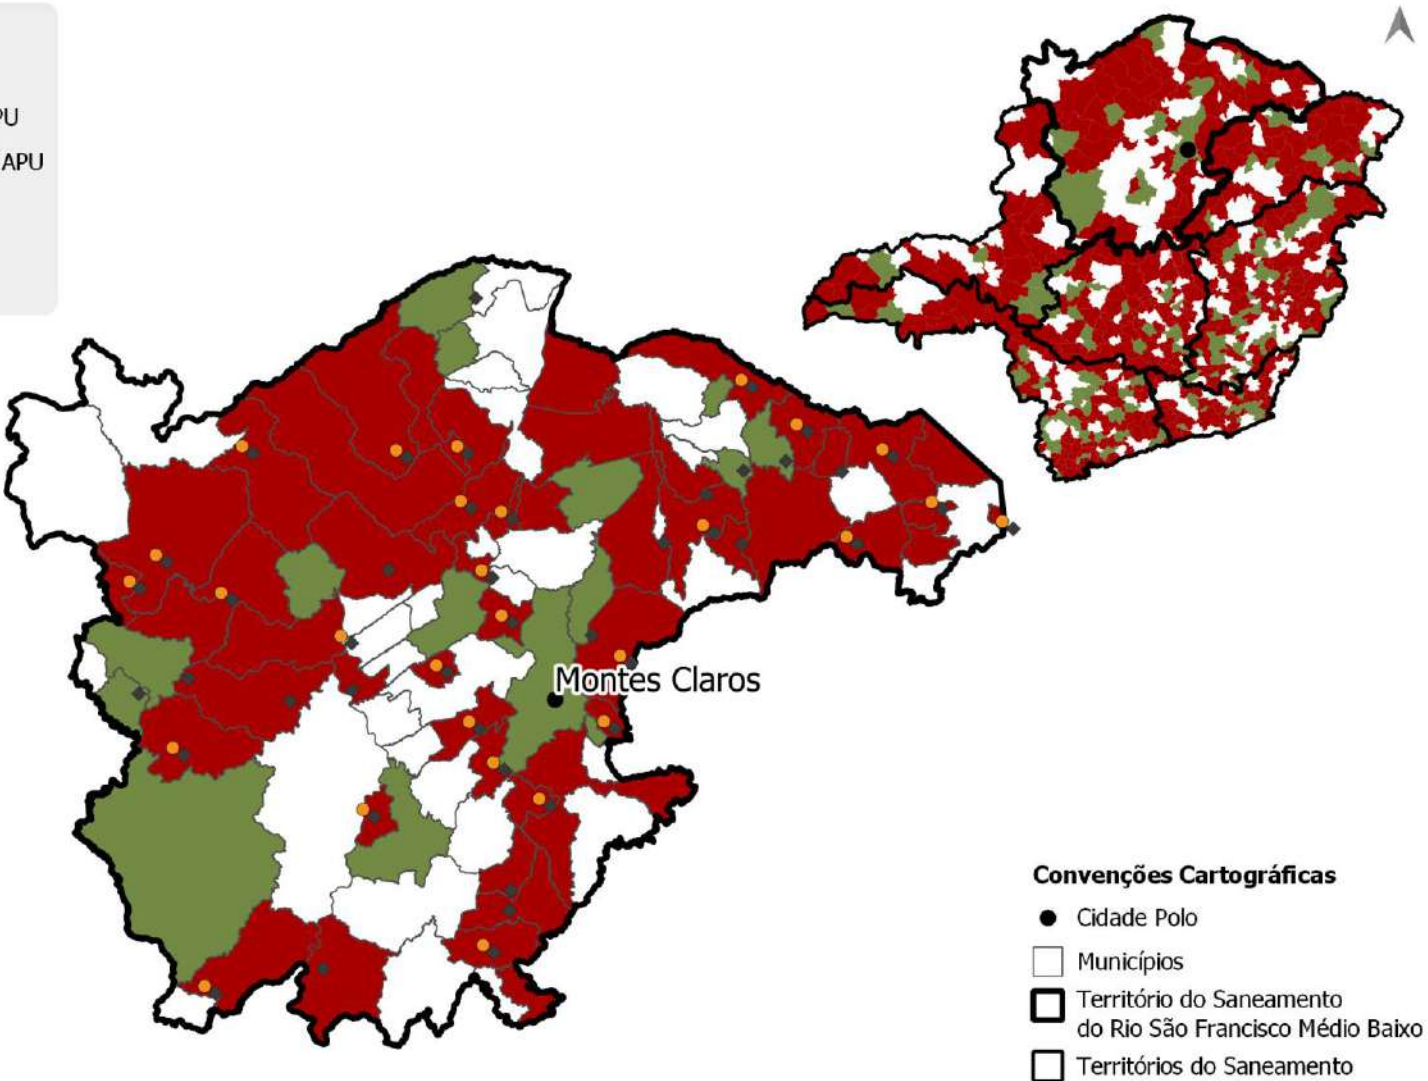 PU
APU
Montes Claros
Convenções Cartográficas
Cidade Polo
Municípios
Território do Saneamento
do Rio São Francisco Médio Baixo
Territórios do Saneamento